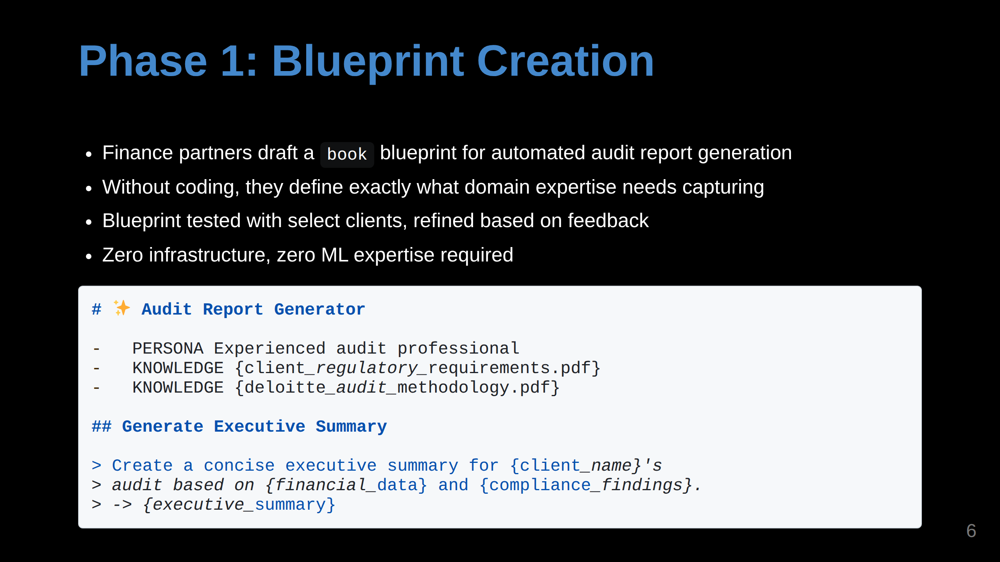 Phase 1: Blueprint Creation
• Finance partners draft a book blueprint for automated audit report generation
• Without coding, they define exactly what domain expertise needs capturing
• Blueprint tested with select clients, refined based on feedback
• Zero infrastructure, zero ML expertise required
# ✨ Audit Report Generator
-   PERSONA Experienced audit professional
-   KNOWLEDGE {client_regulatory_requirements.pdf}
-   KNOWLEDGE {deloitte_audit_methodology.pdf}
## Generate Executive Summary
> Create a concise executive summary for {client_name}'s
> audit based on {financial_data} and {compliance_findings}.
> -> {executive_summary}
6